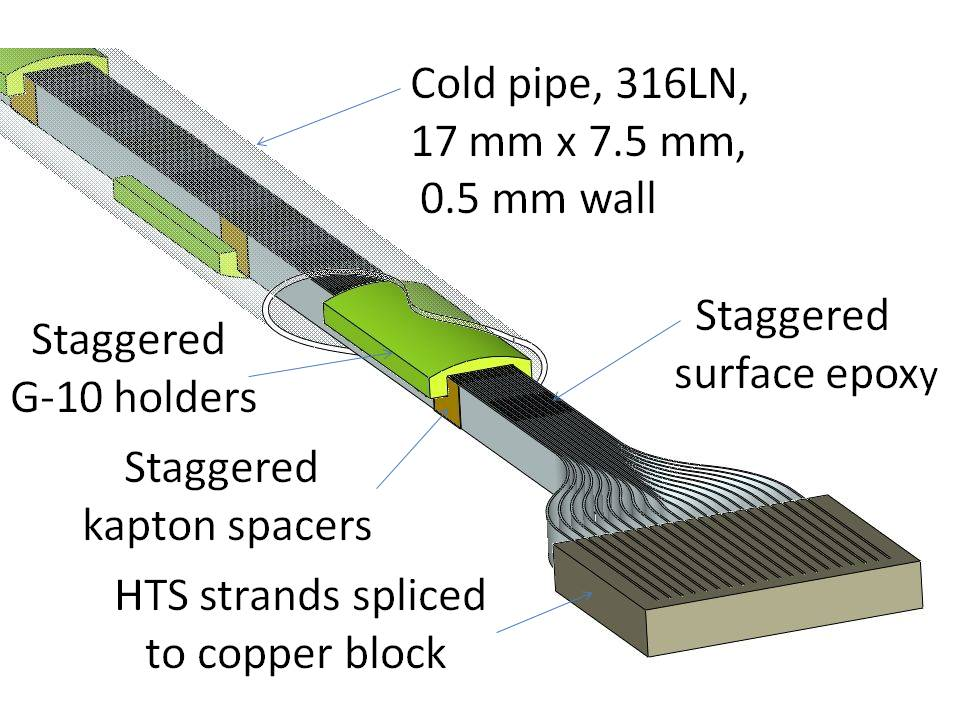 Cold pipe, 316LN,
17 mm x 7.5 mm,
0.5 mm wall
Staggered
surface epoxy
Staggered
G-10 holders
Staggered
kapton spacers
HTS strands spliced
to copper block